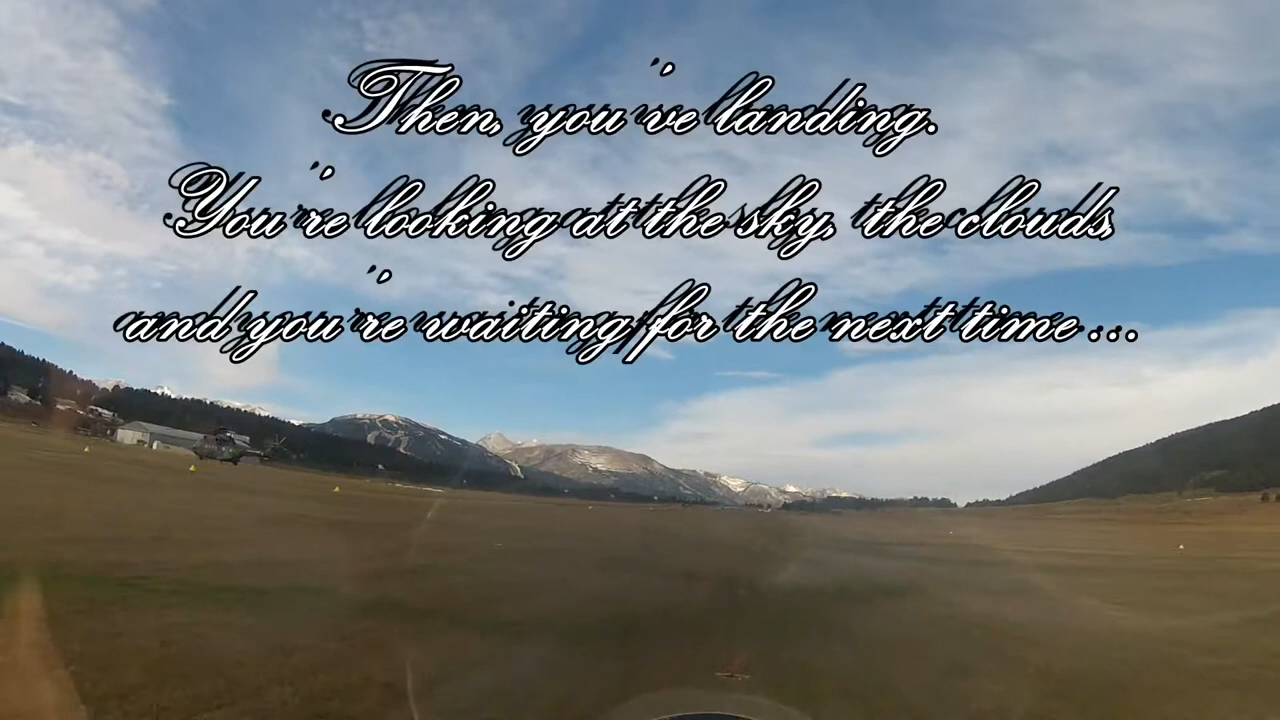 Then, you've landing.
You're looking at the sky, the clouds,
and you're waiting for the next time ...